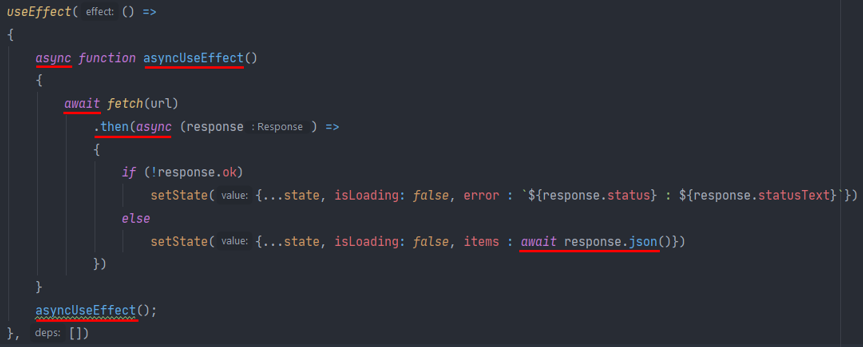 useEffect( effect: () =>
{
async function asyncUseEffect()
{
await fetch(url)
.then(async (response : Response ) =>
{
if (!response.ok)
setState( value: {...state, isLoading: false, error : `${response.status} : ${response.statusText}`})
else
setState( value: {...state, isLoading: false, items : await response.json()})
})
}
asyncUseEffect();
}, deps: [])